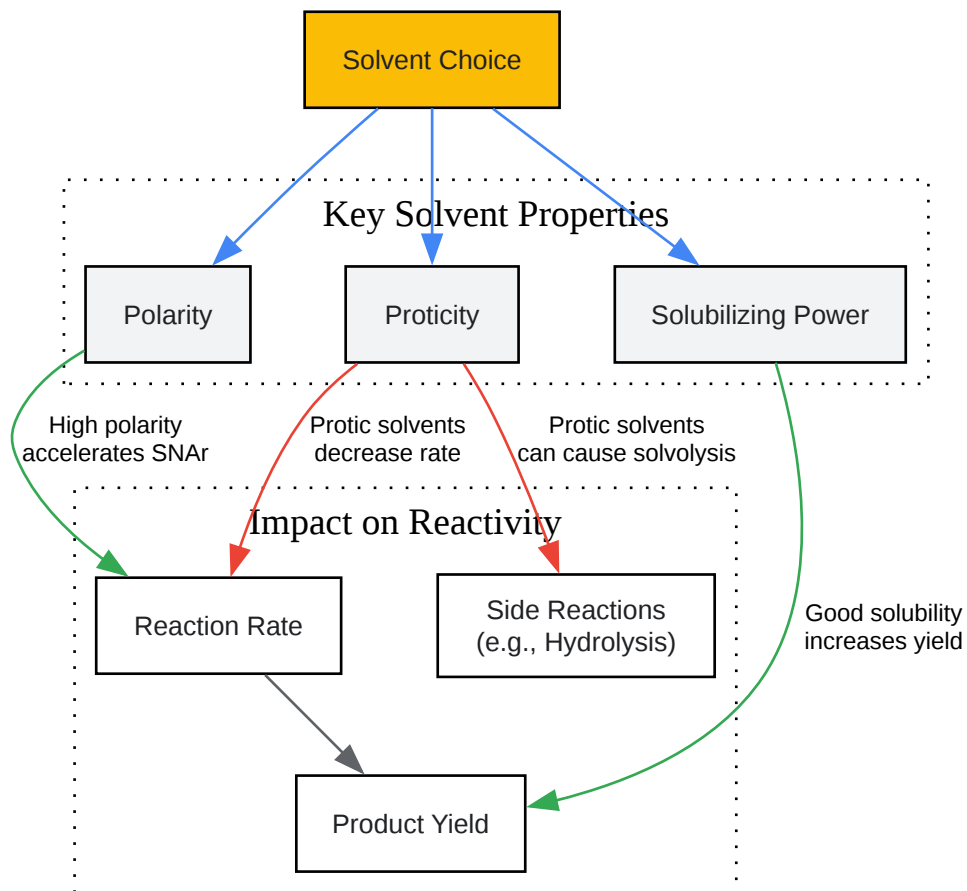 Solvent Choice
Key Solvent Properties
Polarity
Proticity
Solubilizing Power
High polarity
accelerates SNAr
Protic solvents
decrease rate
Protic solvents
can cause solvolysis
Impact on Reactivity
Reaction Rate
Side Reactions
(e.g., Hydrolysis)
Good solubility
increases yield
Product Yield